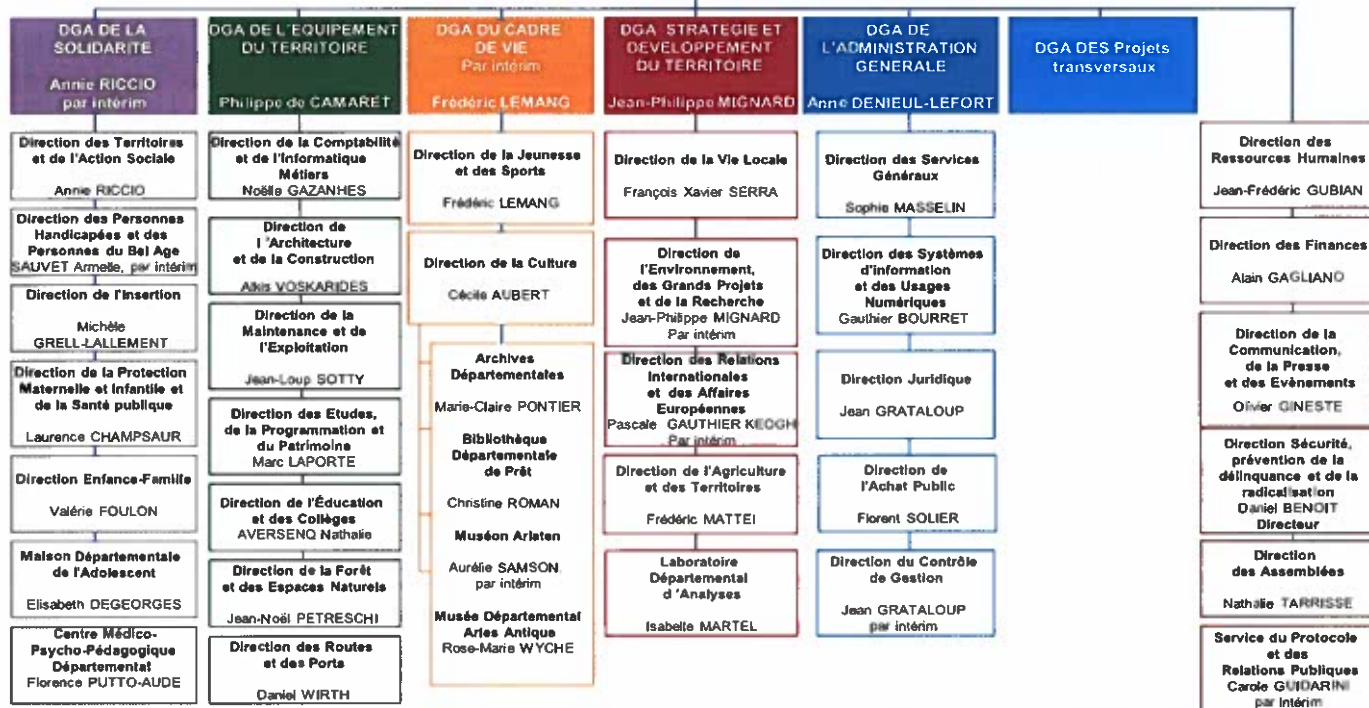 DGA DE LA
SOLIDARITE
Annie RICCIO
par intérim
Direction des Territoires
et de l'Action Sociale
Annie RICCIO
Direction des Personnes
Handicapées et des
Personnes du Bel Age
SAUVET Armelle, par intérim
Direction de l'Insertion
Michèle
GRELL-LALLEMENT
Direction de la Protection
Maternelle et Infantile et
de la Santé publique
Laurence CHAMPSAUR
Direction Enfance-Famille
Valérie FOULON
Maison Départementale
de l'Adolescent
Elisabeth DEGEORGES
Centre Médico-
Psycho-Pédagogique
Départemental
Florence PUTTO-AUDE
DGA DE L'EQUIPEMENT
DU TERRITOIRE
Philippe de CAMARET
Direction de la Comptabilité
et de l'Informatique
Métiers
Noëlle GAZANHES
Direction de
l 'Architecture
et de la Construction
Alkis VOSKARIDES
Direction de la
Maintenance et de
l'Exploitation
Jean-Loup SOTTY
Direction des Etudes,
de la Programmation et
du Patrimoine
Marc LAPORTE
Direction de l'Éducation
et des Collèges
AVERSENQ Nathalie
Direction de la Forêt
et des Espaces Naturels
Jean-Noël PETRESCHI
Direction des Routes
et des Ports
Daniel WIRTH
DGA DU CADRE
DE VIE
Par intérim
Frédéric LEMANG
Direction de la Jeunesse
et des Sports
Frédéric LEMANG
Direction de la Culture
Cécile AUBERT
Archives
Départementales
Marie-Claire PONTIER
Bibliothèque
Départementale
de Prêt
Christine ROMAN
Muséon Arlaten
Aurélie SAMSON
par intérim
Musée Départemental
Arles Antique
Rose-Marie WYCHE
DGA STRATEGIE ET
DEVELOPPEMENT
DU TERRITOIRE
Jean-Philippe MIGNARD
Direction de la Vie Locale
François Xavier SERRA
Direction de
l'Environnement,
des Grands Projets
et de la Recherche
Jean-Philippe MIGNARD
Par intérim
Direction des Relations
Internationales
et des Affaires
Européennes
Pascale GAUTHIER KEOGH
Par intérim
Direction de l'Agriculture
et des Territoires
Frédéric MATTEI
Laboratoire
Départemental
d 'Analyses
Isabelle MARTEL
DGA DE
L'ADMINISTRATION
GENERALE
Anne DENIEUL-LEFORT
Direction des Services
Généraux
Sophie MASSELIN
Direction des Systèmes
d'information
et des Usages
Numériques
Gauthier BOURRET
Direction Juridique
Jean GRATALOUP
Direction de
l'Achat Public
Florent SOLIER
Direction du Contrôle
de Gestion
Jean GRATALOUP
par intérim
DGA DES Projets
transversaux
Direction des
Ressources Humaines
Jean-Frédéric GUBIAN
Direction des Finances
Alain GAGLIANO
Direction de la
Communication,
de la Presse
et des Evènements
Olivier GINESTE
Direction Sécurité,
prévention de la
délinquance et de la
radicalisation
Daniel BENOIT
Directeur
Direction
des Assemblées
Nathalie TARRISSE
Service du Protocole
et des
Relations Publiques
Carole GUIDARINI
par Intérim